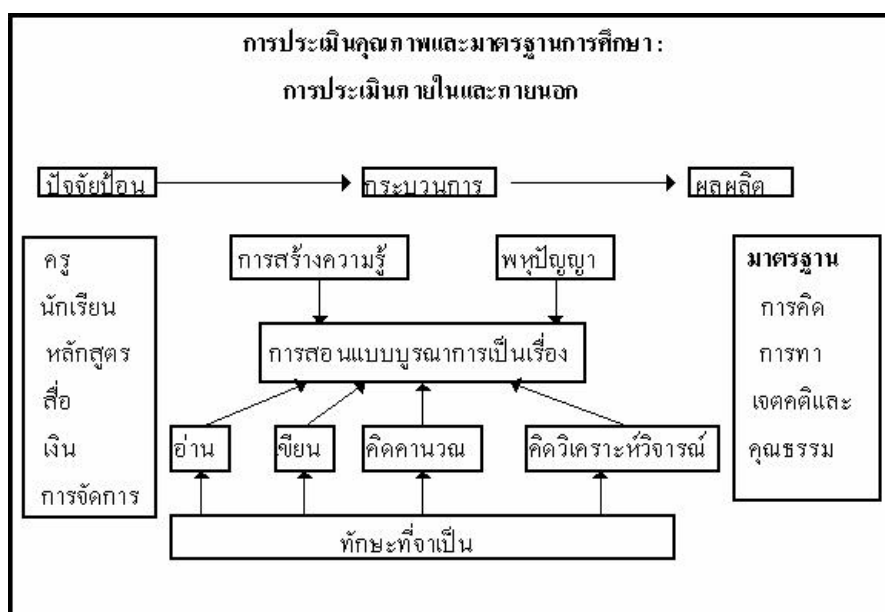 การประเมินคุณภาพและมาตรฐานการศึกษา :
การประเมินภายในและภายนอก
ปัจจัยป้อน
กระบวนการ
ผลผลิต
ครู
นักเรียน
หลักสูตร
สื่อ
เงิน
การจัดการ
การสร้างความรู้
พหุปัญญา
การสอนแบบบูรณาการเป็นเรื่อง
อ่าน
เขียน
คิดคานวณ
คิดวิเคราะห์วิจารณ์
ทักษะที่จาเป็น
มาตรฐาน
การคิด
การทา
เจตคติและ
คุณธรรม